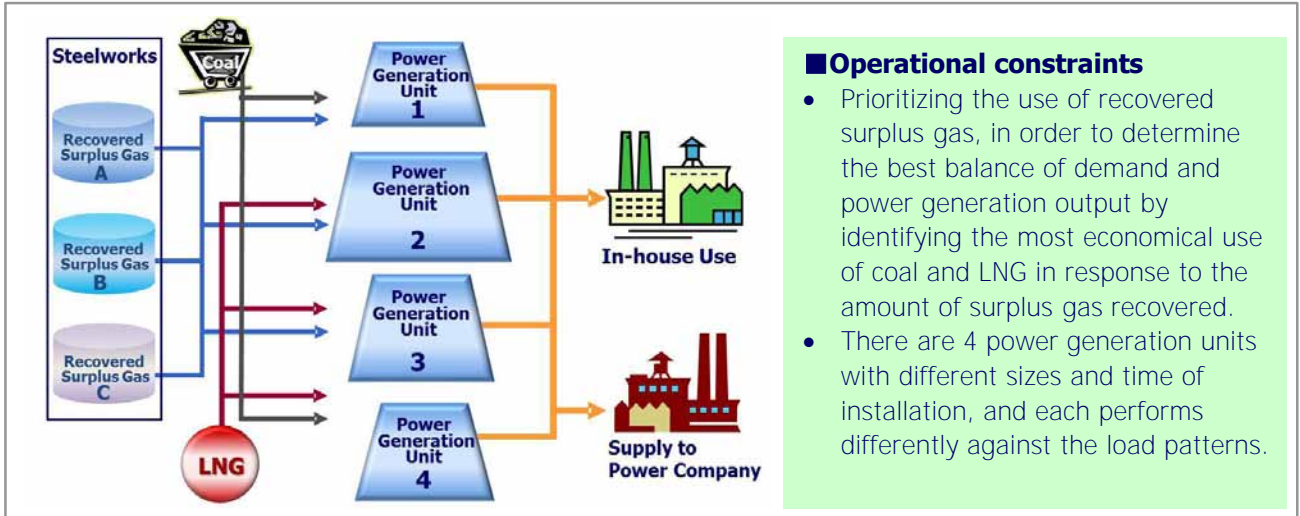 Steelworks
Recovered
Surplus Gas
A
Recovered
Surplus Gas
B
Recovered
Surplus Gas
C
Coal
LNG
Power
Generation
Unit
1
Power
Generation
Unit
2
Power
Generation
Unit
3
Power
Generation
Unit
4
In-house Use
Supply to
Power Company
■Operational constraints
• Prioritizing the use of recovered
surplus gas, in order to determine
the best balance of demand and
power generation output by
identifying the most economical use
of coal and LNG in response to the
amount of surplus gas recovered.
• There are 4 power generation units
with different sizes and time of
installation, and each performs
differently against the load patterns.